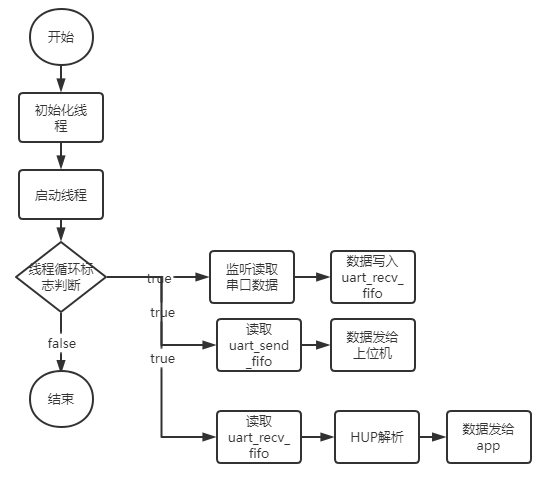 开始
初始化线
程
启动线程
线程循环标
志判断
true
监听读取
串口数据
数据写入
uart_recv_
fifo
true
读取
uart_send
_fifo
数据发给
上位机
false
true
结束
读取
uart_recv_
fifo
HUP解析
数据发给
app